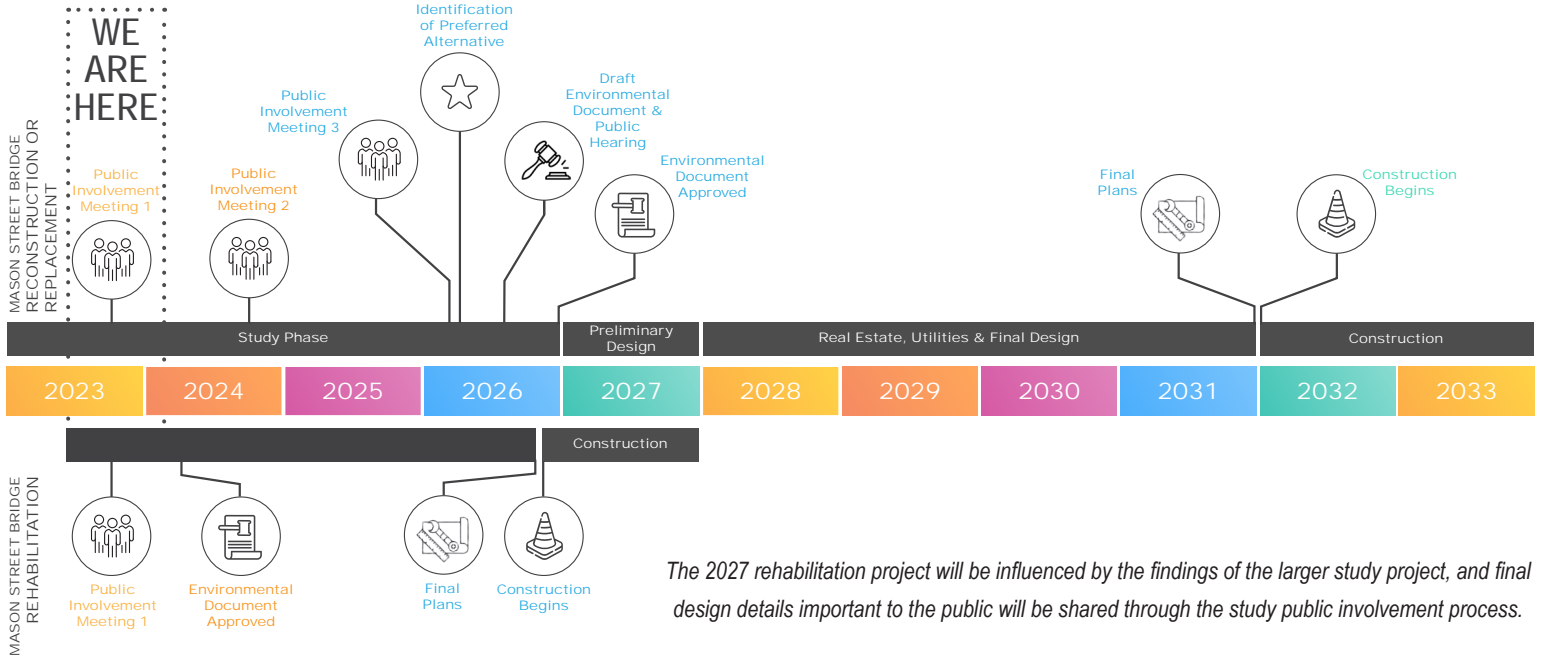 WE
ARE
HERE
MASON STREET BRIDGE
RECONSTRUCTION OR
REPLACEMENT
Public
Involvement
Meeting 1
Public
Involvement
Meeting 2
Public
Involvement
Meeting 3
Identification
of Preferred
Alternative
Draft
Environmental
Document &
Public
Hearing
Environmental
Document
Approved
Final
Plans
Construction
Begins
Study Phase
Preliminary
Design
Real Estate, Utilities & Final Design
Construction
2023
2024
2025
2026
2027
2028
2029
2030
2031
2032
2033
Construction
MASON STREET BRIDGE
REHABILITATION
Public
Involvement
Meeting 1
Environmental
Document
Approved
Final
Plans
Construction
Begins
The 2027 rehabilitation project will be influenced by the findings of the larger study project, and final
design details important to the public will be shared through the study public involvement process.